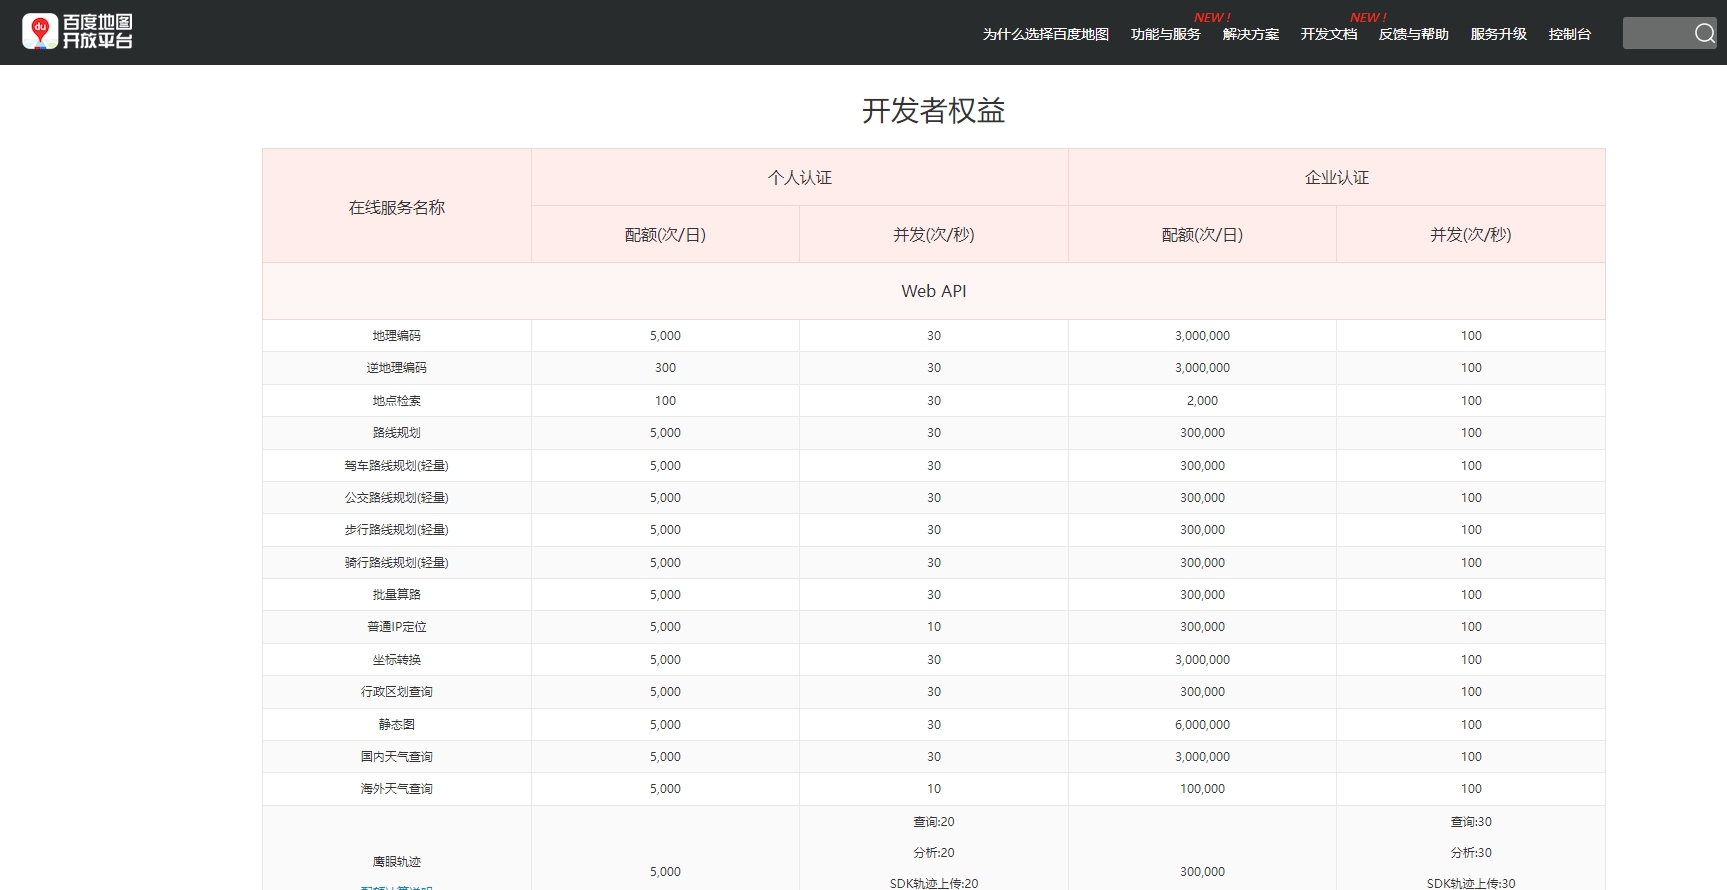 du
百度地图
开放平台
NEW !
NEW !
为什么选择百度地图 功能与服务 解决方案 开发文档 反馈与帮助 服务升级 控制台
开发者权益
在线服务名称 个人认证 企业认证
配额(次/日) 并发(次/秒) 配额(次/日) 并发(次/秒)
Web API
地理编码 5,000 30 3,000,000 100
逆地理编码 300 30 3,000,000 100
地点检索 100 30 2,000 100
路线规划 5,000 30 300,000 100
驾车路线规划(轻量) 5,000 30 300,000 100
公交路线规划(轻量) 5,000 30 300,000 100
步行路线规划(轻量) 5,000 30 300,000 100
骑行路线规划(轻量) 5,000 30 300,000 100
批量算路 5,000 30 300,000 100
普通IP定位 5,000 10 300,000 100
坐标转换 5,000 30 3,000,000 100
行政区划查询 5,000 30 300,000 100
静态图 5,000 30 6,000,000 100
国内天气查询 5,000 30 3,000,000 100
海外天气查询 5,000 10 100,000 100
查询:20 查询:30
分析:20 分析:30
鹰眼轨迹 5,000 300,000
SDK轨迹上传:20 SDK轨迹上传:30